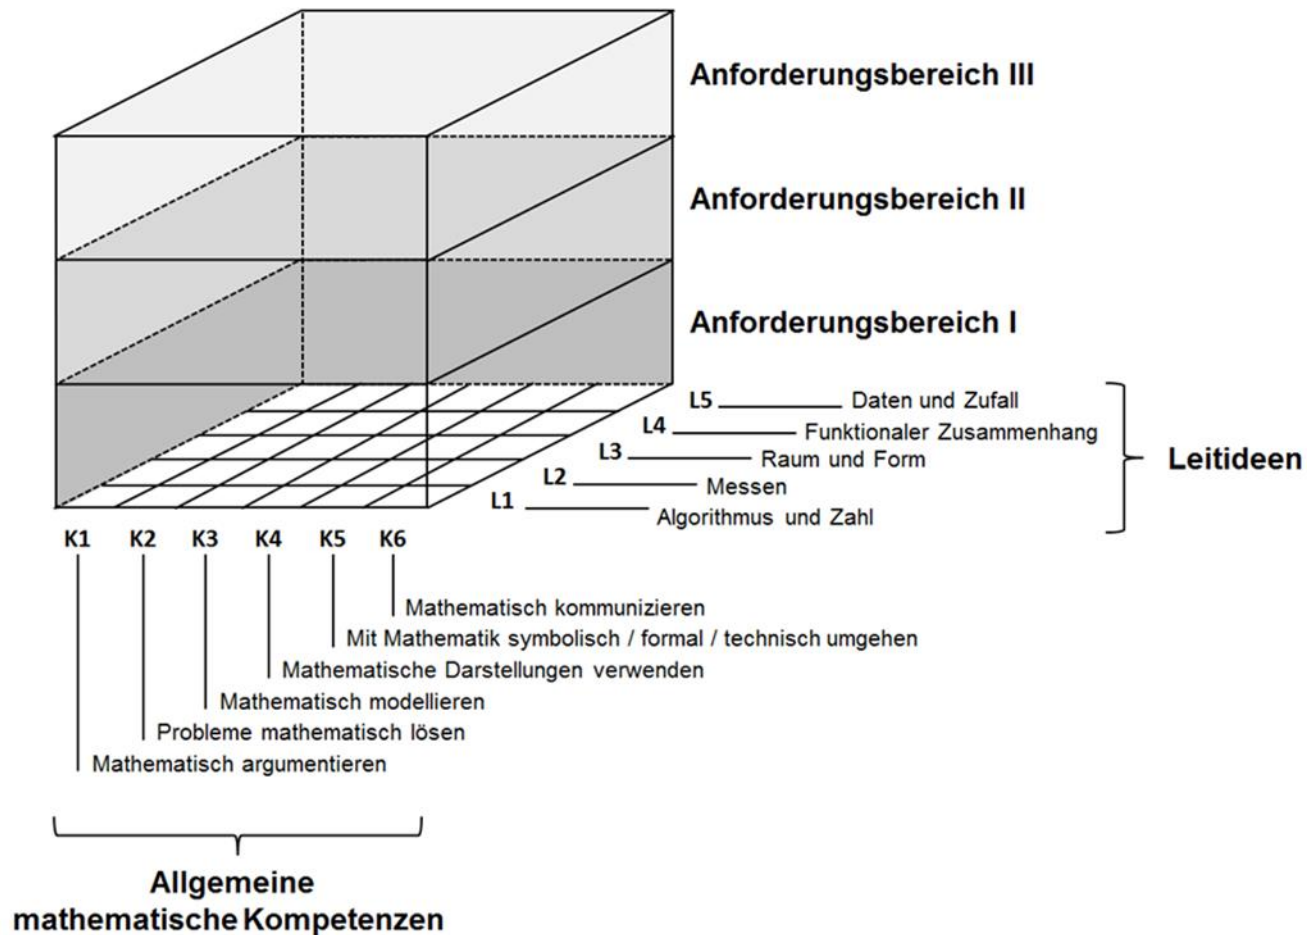 Anforderungsbereich III
Anforderungsbereich II
Anforderungsbereich I
L5 Daten und Zufall
L4 Funktionaler Zusammenhang
L3 Raum und Form
L2 Messen
L1 Algorithmus und Zahl
Leitideen
K1 K2 K3 K4 K5 K6
Mathematisch kommunizieren
Mit Mathematik symbolisch / formal / technisch umgehen
Mathematische Darstellungen verwenden
Mathematisch modellieren
Probleme mathematisch lösen
Mathematisch argumentieren
Allgemeine
mathematische Kompetenzen